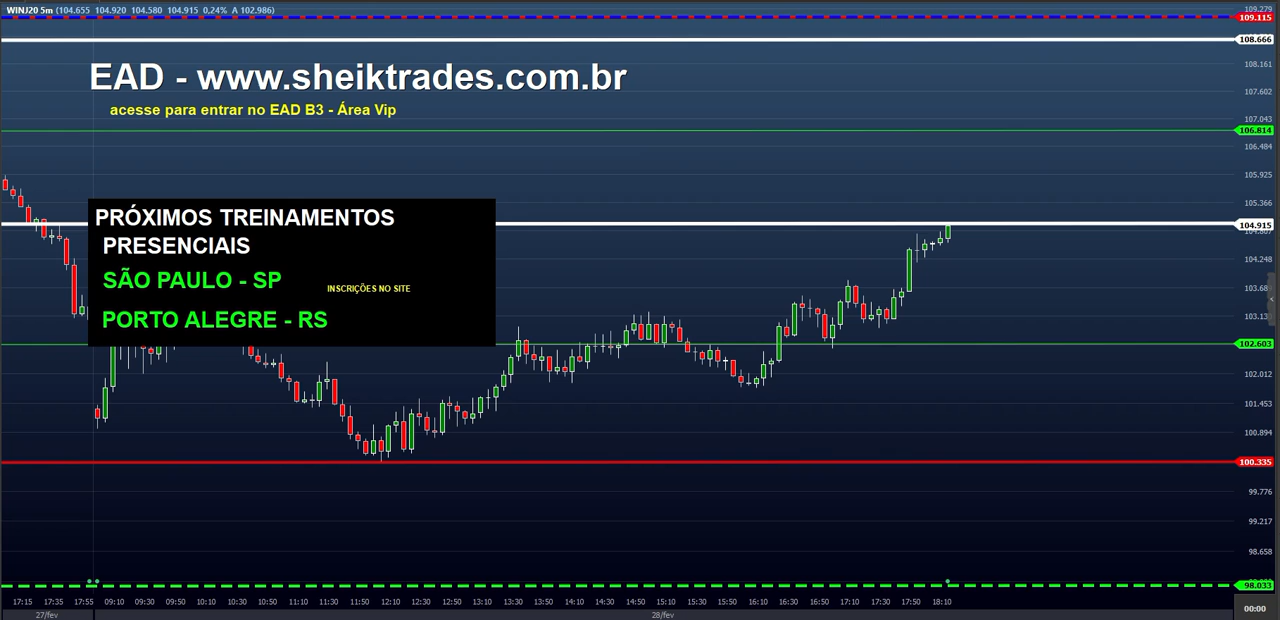 WINJ20 5m (104.655 104.920 104.580 104.915 0,24% A 102.986)
109.279
109.115
108.666
EAD - www.sheiktrades.com.br
108.161
107.602
acesse para entrar no EAD B3 - Área Vip
107.043
106.814
106.484
105.925
105.366
PRÓXIMOS TREINAMENTOS
104.915
PRESENCIAIS
104.248
SÃO PAULO - SP
INSCRIÇÕES NO SITE
103.68
PORTO ALEGRE - RS
103.13
102.603
102.012
101.453
100.894
100.335
99.776
99.217
98.658
98.033
17:15 17:35 17:55 09:10 09:30 09:50 10:10 10:30 10:50 11:10 11:30 11:50 12:10 12:30 12:50 13:10 13:30 13:50 14:10 14:30 14:50 15:10 15:30 15:50 16:10 16:30 16:50 17:10 17:30 17:50 18:10
00:00
27/fev 28/fev